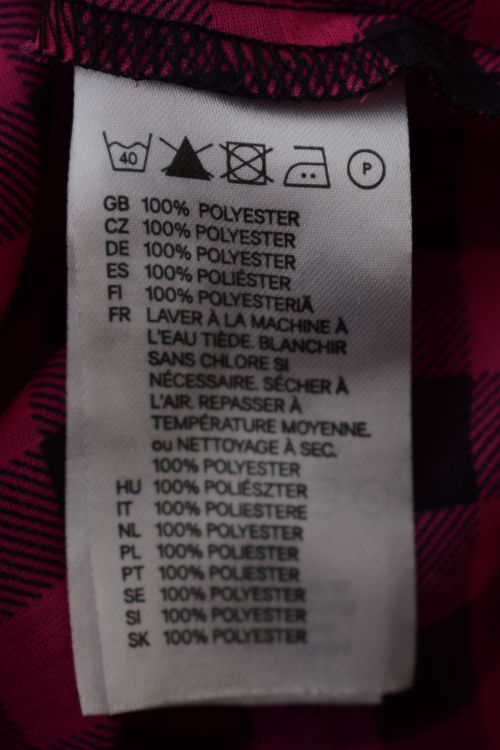 40 P
GB 100% POLYESTER
CZ 100% POLYESTER
DE 100% POLYESTER
ES 100% POLIÉSTER
FI 100% POLYESTERIÄ
FR LAVER À LA MACHINE À
L'EAU TIÈDE. BLANCHIR
SANS CHLORE SI
NÉCESSAIRE. SÉCHER À
L'AIR. REPASSER À
TEMPÉRATURE MOYENNE.
ou NETTOYAGE À SEC.
100% POLYESTER
HU 100% POLIÉSZTER
IT 100% POLIESTERE
NL 100% POLYESTER
PL 100% POLIESTER
PT 100% POLIESTER
SE 100% POLYESTER
SI 100% POLYESTER
SK 100% POLYESTER